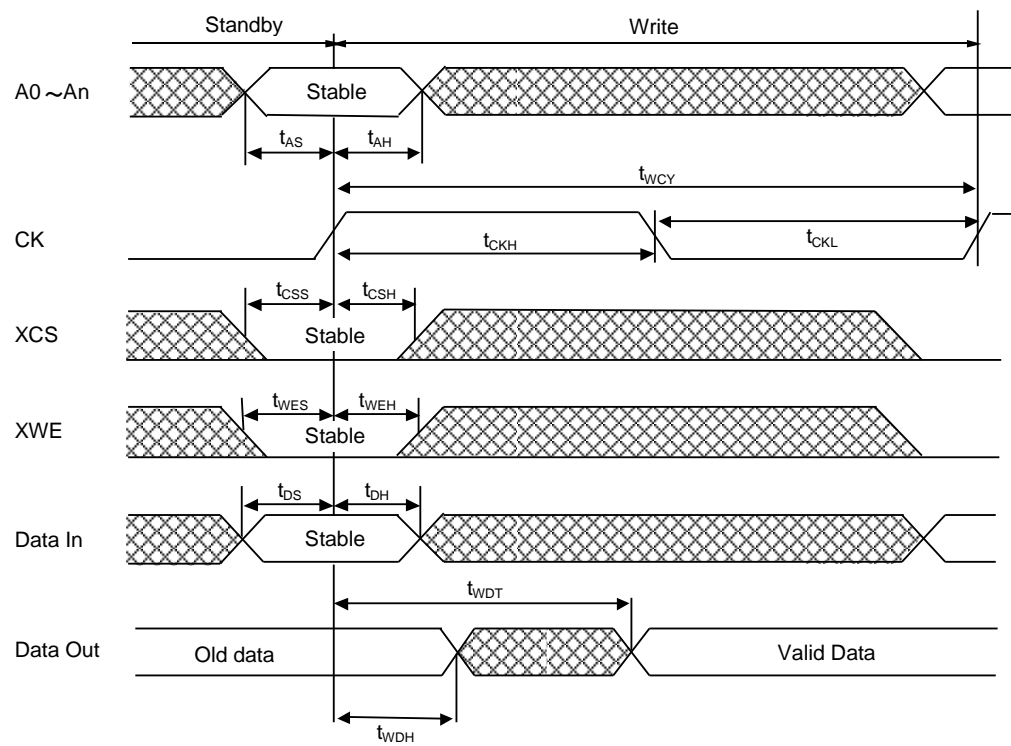 Standby Write
A0～An Stable
tAS tAH
tWCY
CK tCKH tCKL
tCSS tCSH
XCS Stable
tWES tWEH
XWE Stable
tDS tDH
Data In Stable
tWDT
Data Out Old data Valid Data
tWDH